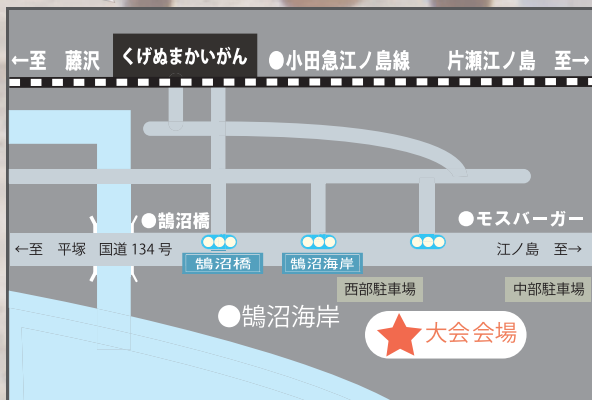 ←至　藤沢
くげぬまかいがん
●小田急江ノ島線
片瀬江ノ島　至→
●鵠沼橋
●モスバーガー
←至　平塚　国道134号
江ノ島　至→
鵠沼橋
鵠沼海岸
西部駐車場
中部駐車場
●鵠沼海岸
大会会場